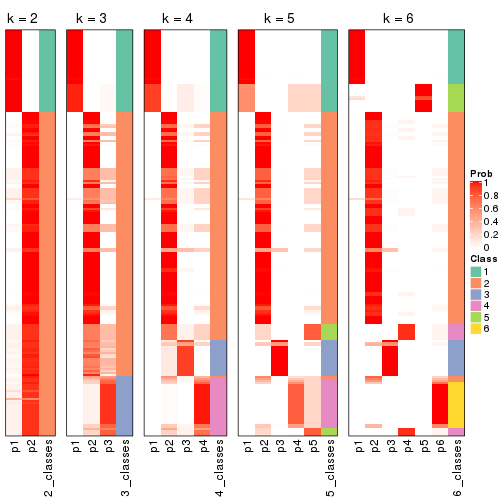 k = 2
k = 3
k = 4
k = 5
k = 6
Prob
1
0.8
0.6
0.4
0.2
0
Class
1
2
3
4
5
6
p1
p2
2_classes
p1
p2
p3
3_classes
p1
p2
p3
p4
4_classes
p1
p2
p3
p4
p5
5_classes
p1
p2
p3
p4
p5
p6
6_classes